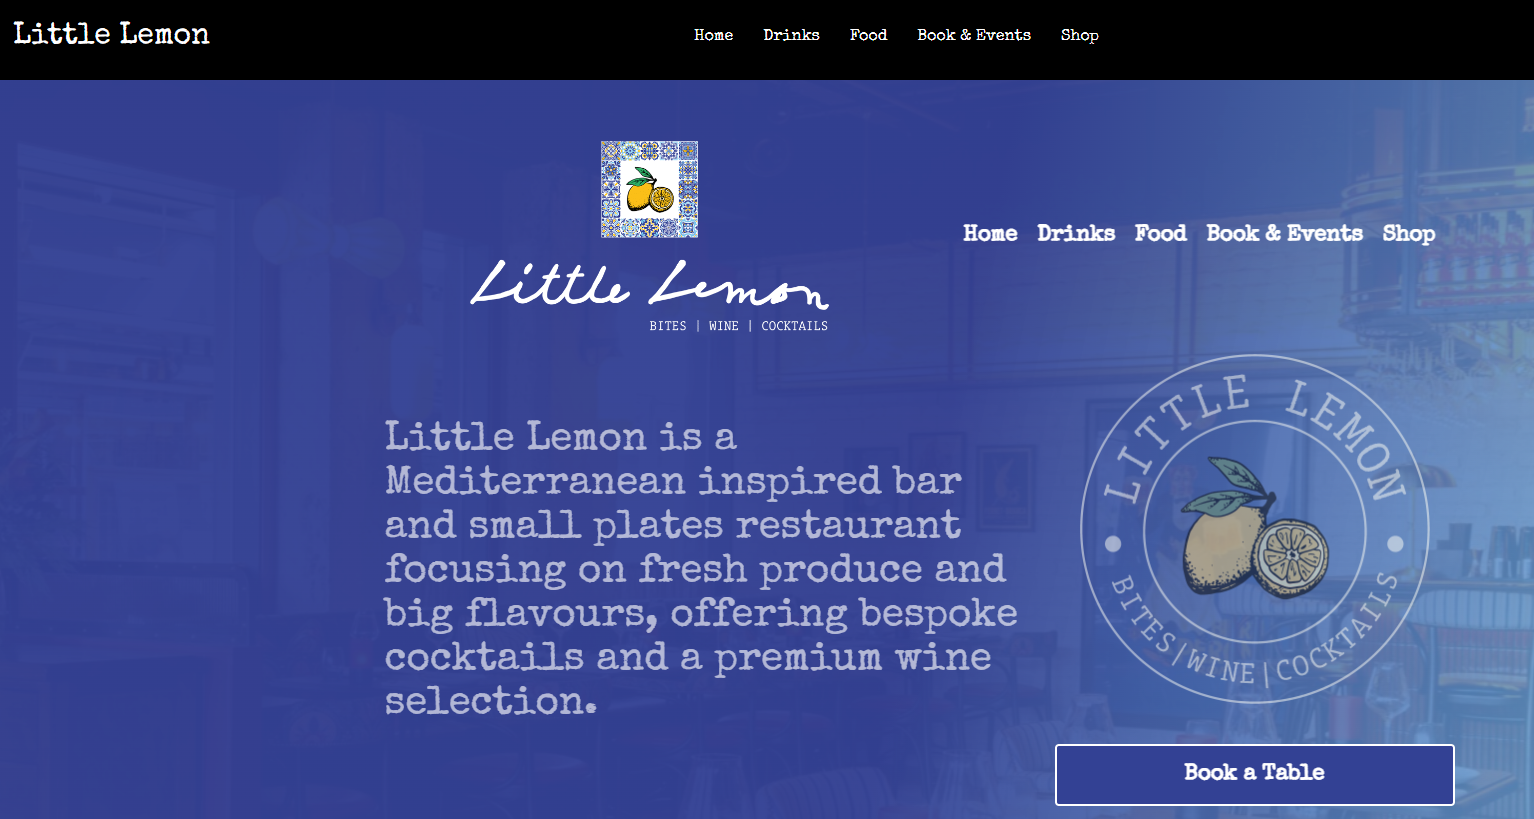 Little Lemon
Home Drinks Food Book & Events Shop
Little Lemon
BITES | WINE | COCKTAILS
Home Drinks Food Book & Events Shop
Little Lemon is a
Mediterranean inspired bar
and small plates restaurant
focusing on fresh produce and
big flavours, offering bespoke
cocktails and a premium wine
selection.
LITTLE LEMON
BITES|WINE|COCKTAILS
Book a Table